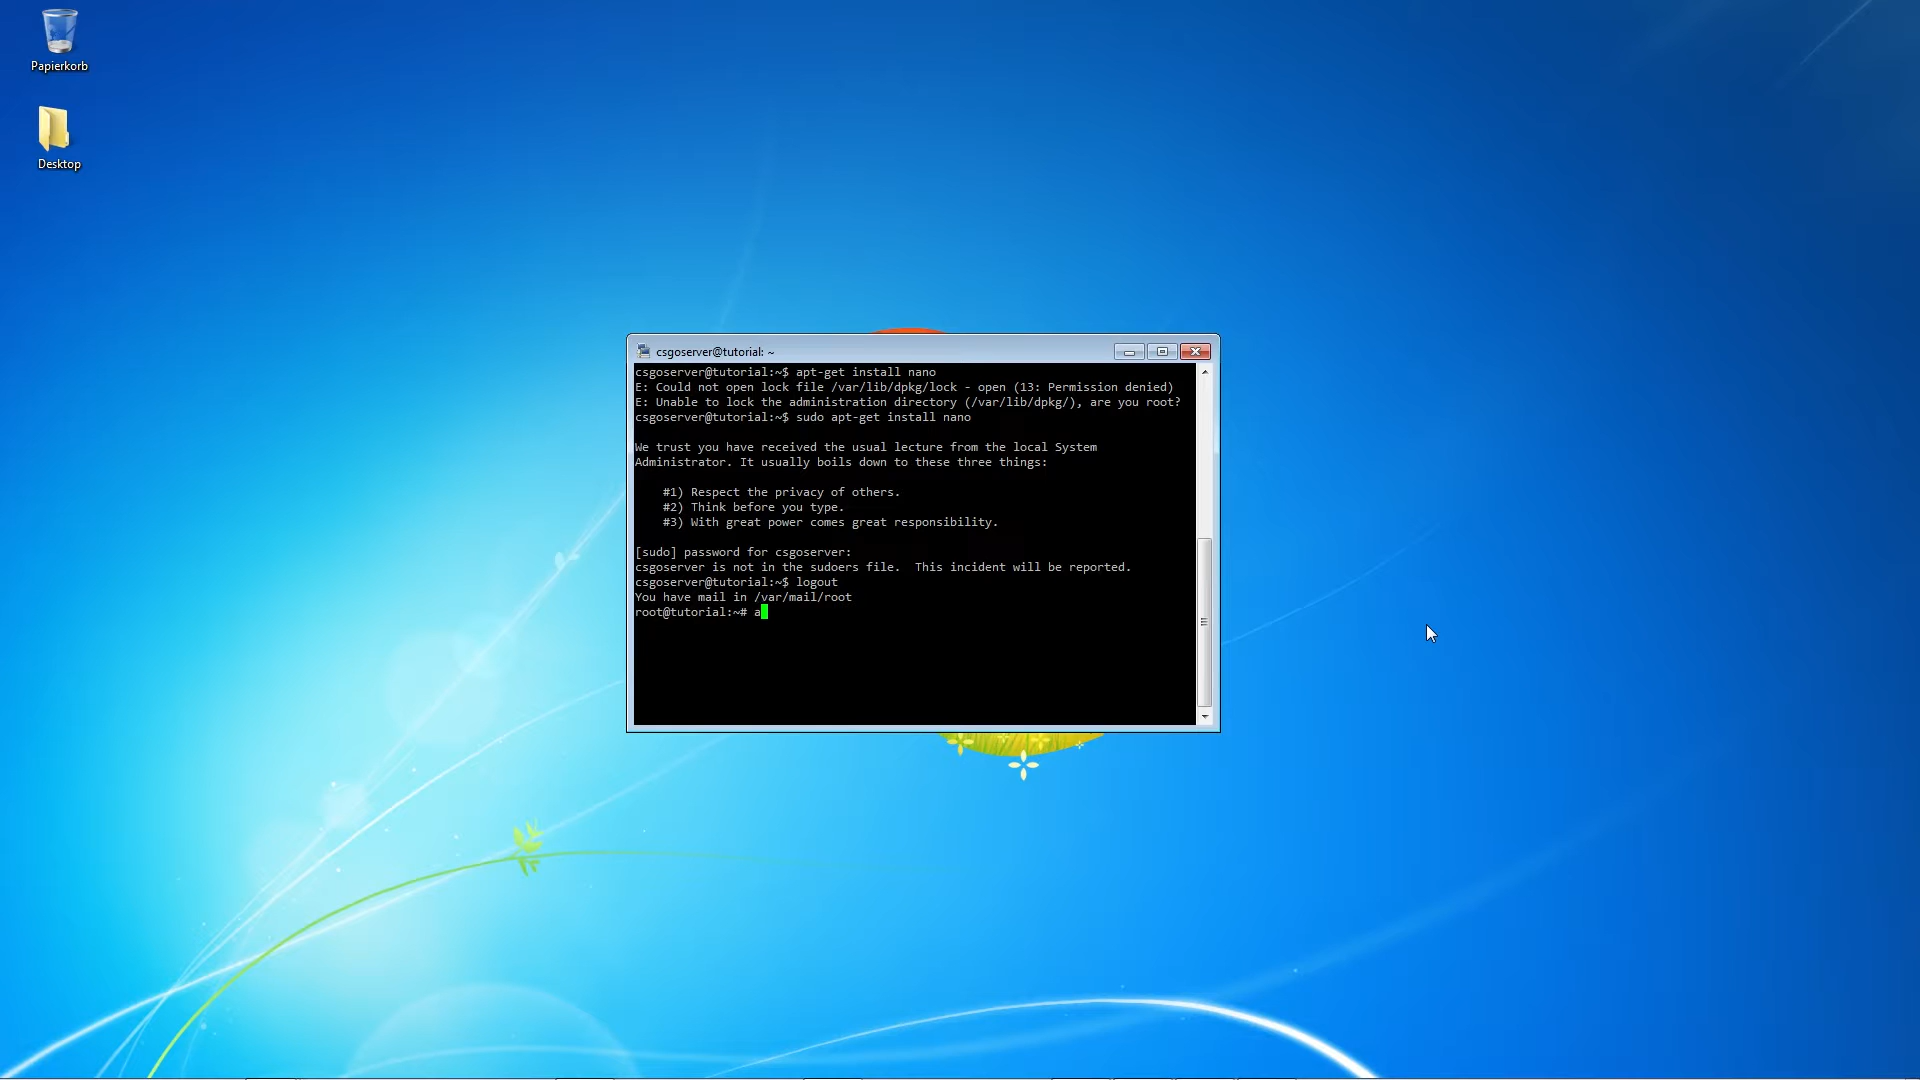 Papierkorb
Desktop
csgoserver@tutorial: ~
csgoserver@tutorial:~$ apt-get install nano
E: Could not open lock file /var/lib/dpkg/lock - open (13: Permission denied)
E: Unable to lock the administration directory (/var/lib/dpkg/), are you root?
csgoserver@tutorial:~$ sudo apt-get install nano
We trust you have received the usual lecture from the local System
Administrator. It usually boils down to these three things:
#1) Respect the privacy of others.
#2) Think before you type.
#3) With great power comes great responsibility.
[sudo] password for csgoserver:
csgoserver is not in the sudoers file.  This incident will be reported.
csgoserver@tutorial:~$ logout
You have mail in /var/mail/root
root@tutorial:~# a